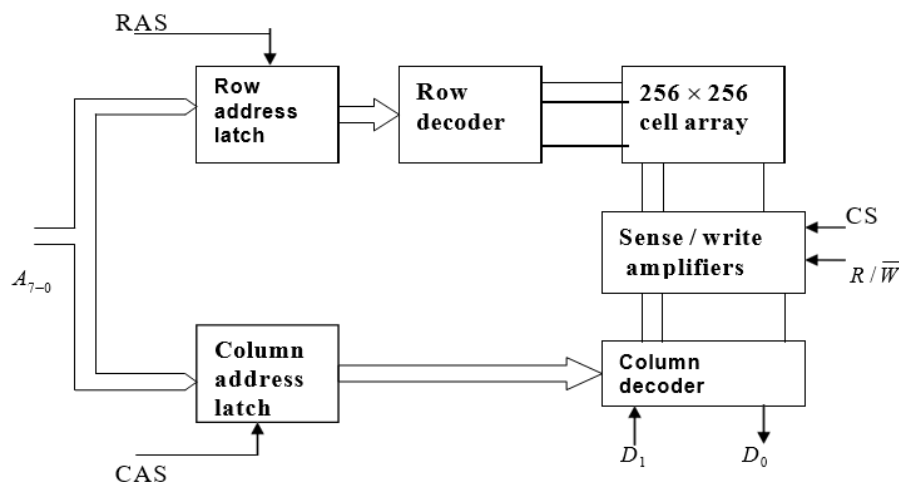 RAS
Row
address
latch
Row
decoder
256 × 256
cell array
CS
Sense / write
amplifiers
R / W̅
A₇₋₀
Column
address
latch
Column
decoder
CAS
D₁
D₀